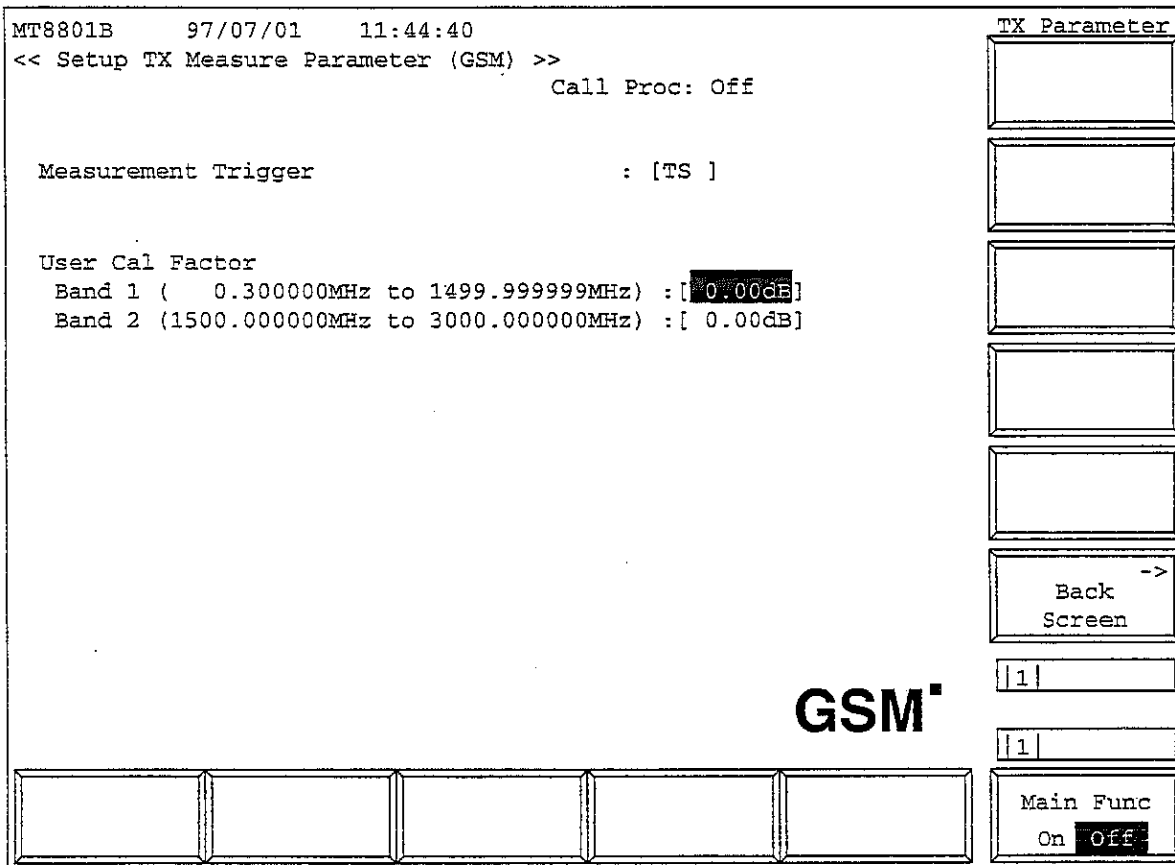 MT8801B 97/07/01 11:44:40
<< Setup TX Measure Parameter (GSM) >>
Call Proc: Off
Measurement Trigger : [TS ]
User Cal Factor
Band 1 ( 0.300000MHz to 1499.999999MHz) :[ 0.00dB]
Band 2 (1500.000000MHz to 3000.000000MHz) :[ 0.00dB]
GSM
TX Parameter
->
Back
Screen
|1|
|1|
Main Func
On Off